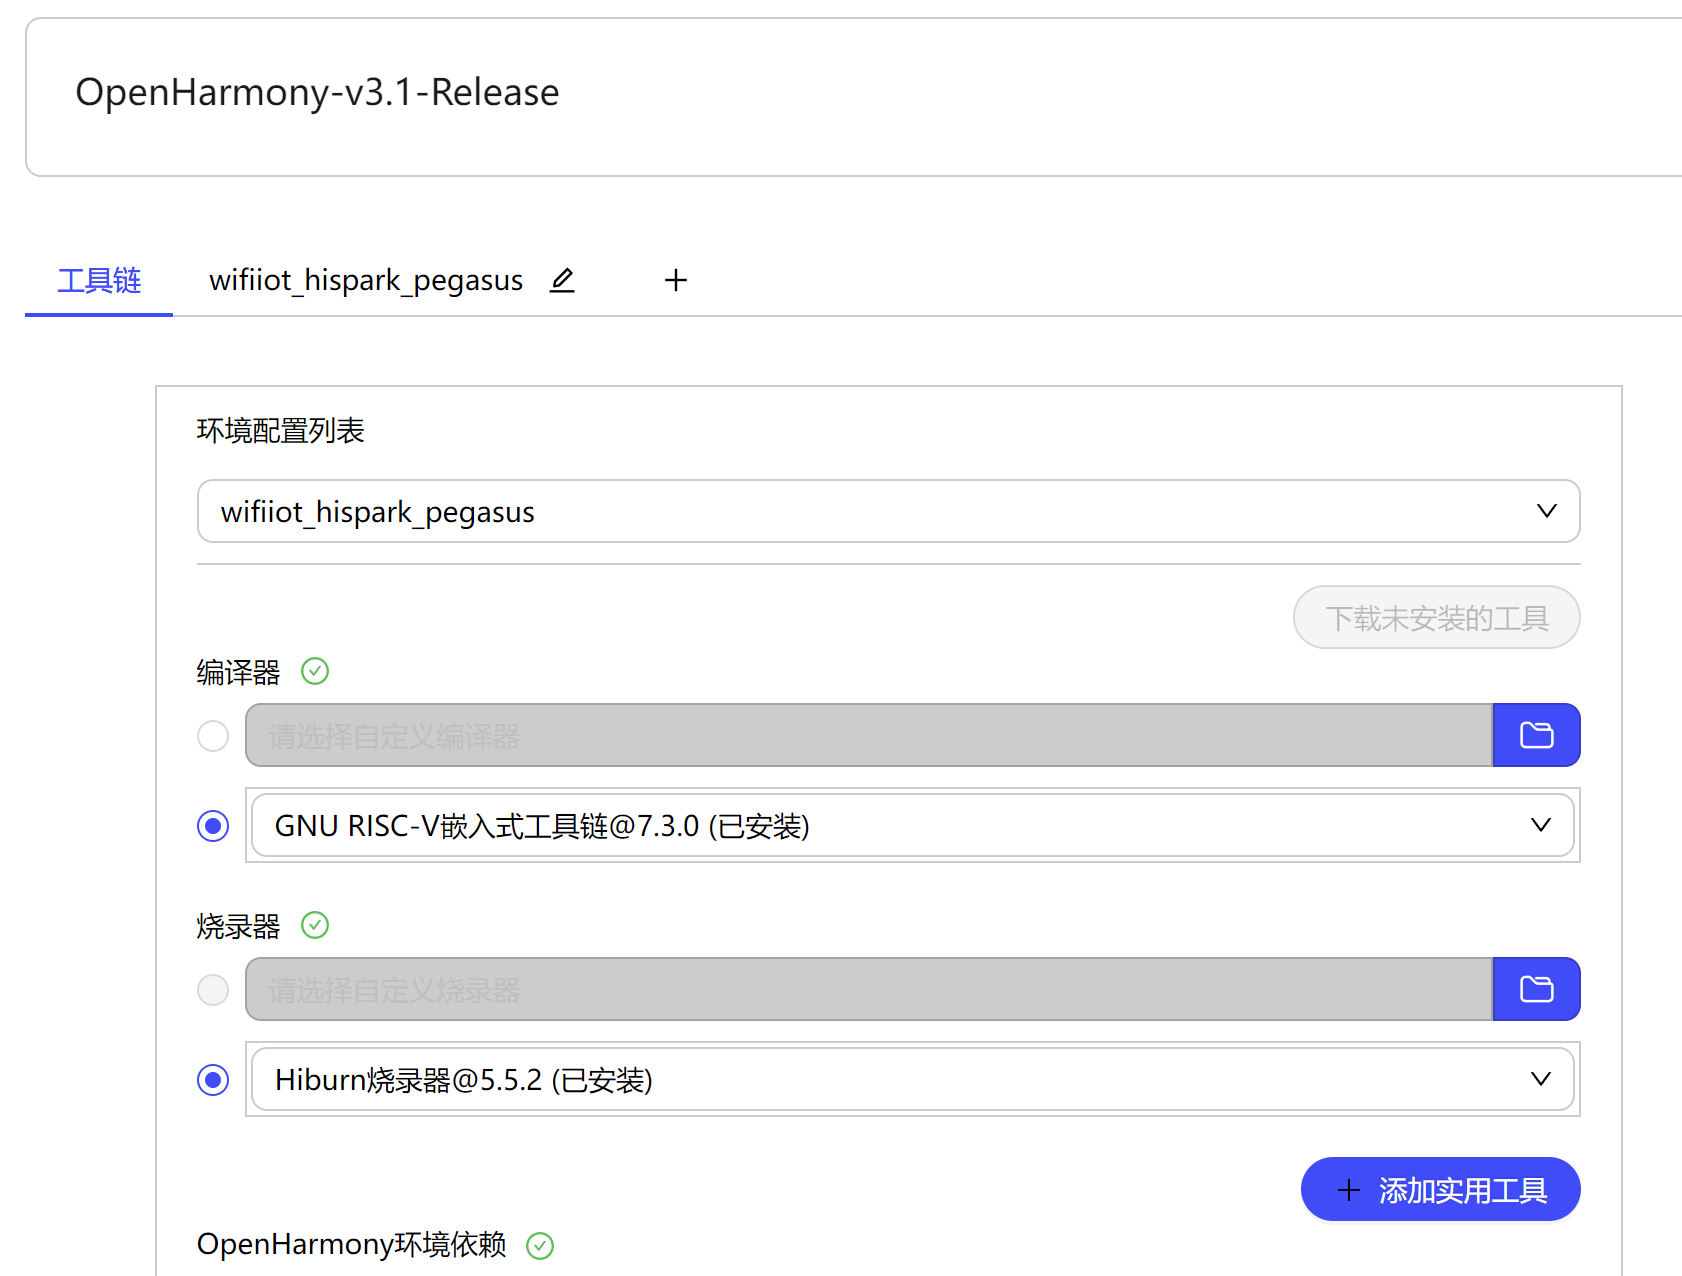 OpenHarmony-v3.1-Release
工具链 wifiiot_hispark_pegasus
环境配置列表
wifiiot_hispark_pegasus
下载未安装的工具
编译器
请选择自定义编译器
GNU RISC-V嵌入式工具链@7.3.0 (已安装)
烧录器
请选择自定义烧录器
Hiburn烧录器@5.5.2 (已安装)
添加实用工具
OpenHarmony环境依赖